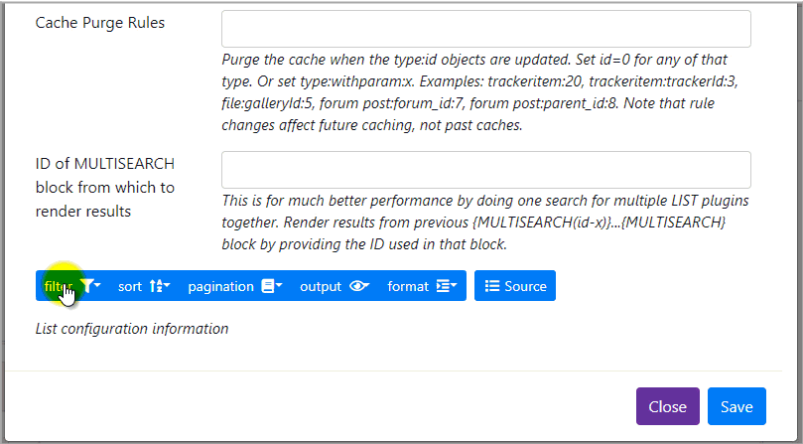 Cache Purge Rules
Purge the cache when the type:id objects are updated. Set id=0 for any of that
type. Or set type:withparam:x. Examples: trackeritem:20, trackeritem:trackerId:3,
file:galleryId:5, forum post:forum_id:7, forum post:parent_id:8. Note that rule
changes affect future caching, not past caches.
ID of MULTISEARCH
block from which to
render results
This is for much better performance by doing one search for multiple LIST plugins
together. Render results from previous {MULTISEARCH(id-x)}...{MULTISEARCH}
block by providing the ID used in that block.
filter sort pagination output format Source
List configuration information
Close Save